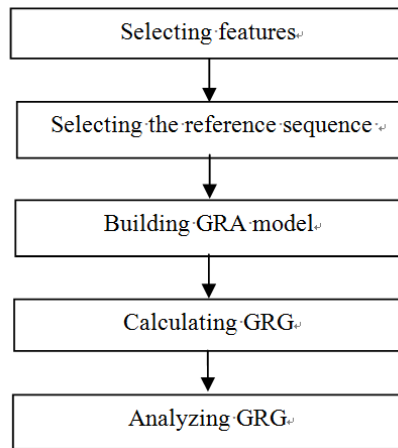 Selecting features
Selecting the reference sequence
Building GRA model
Calculating GRG
Analyzing GRG